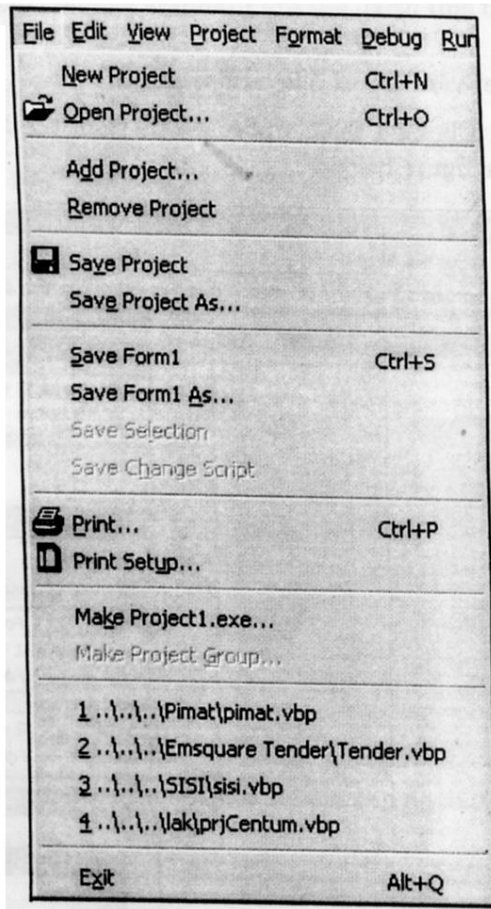 File Edit View Project Format Debug Run
New Project Ctrl+N
Open Project... Ctrl+O
Add Project...
Remove Project
Save Project
Save Project As...
Save Form1 Ctrl+S
Save Form1 As...
Save Selection
Save Change Script
Print... Ctrl+P
Print Setup...
Make Project1.exe...
Make Project Group...
1 ..\..\..\Pimat\pimat.vbp
2 ..\..\..\Emsquare Tender\Tender.vbp
3 ..\..\..\SISI\sisi.vbp
4 ..\..\..\lak\prjCentum.vbp
Exit Alt+Q